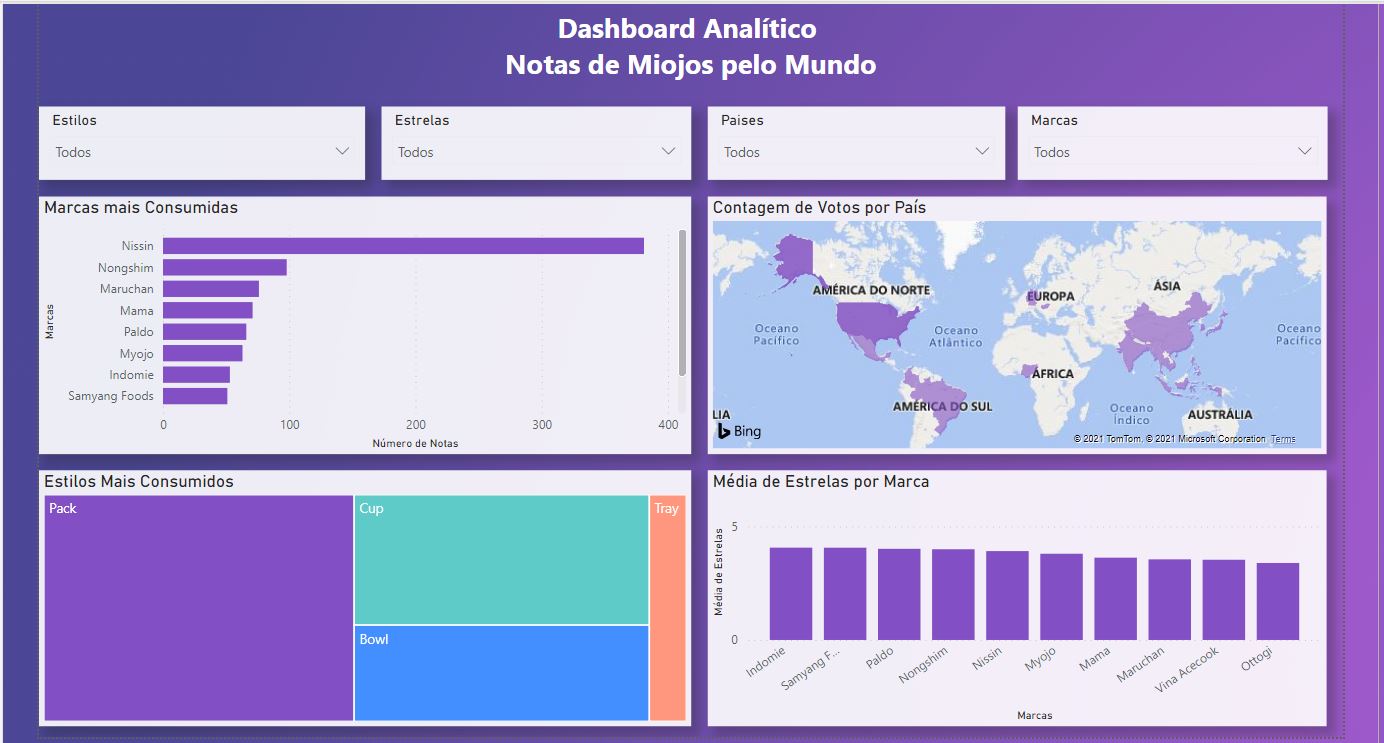 Dashboard Analítico
Notas de Miojos pelo Mundo
Estilos
Todos
Estrelas
Todos
Paises
Todos
Marcas
Todos
Marcas mais Consumidas
Marcas
Nissin
Nongshim
Maruchan
Mama
Paldo
Myojo
Indomie
Samyang Foods
0 100 200 300 400
Número de Notas
Contagem de Votos por País
AMÉRICA DO NORTE
EUROPA
ÁSIA
Oceano
Pacífico
Oceano
Atlântico
Oceano
Pacífico
ÁFRICA
AMÉRICA DO SUL
Oceano
Índico
LIA
AUSTRÁLIA
Bing
© 2021 TomTom, © 2021 Microsoft Corporation Terms
Estilos Mais Consumidos
Pack
Cup
Tray
Bowl
Média de Estrelas por Marca
Média de Estrelas
5
0
Indomie
Samyang F...
Paldo
Nongshim
Nissin
Myojo
Mama
Maruchan
Vina Acecook
Ottogi
Marcas